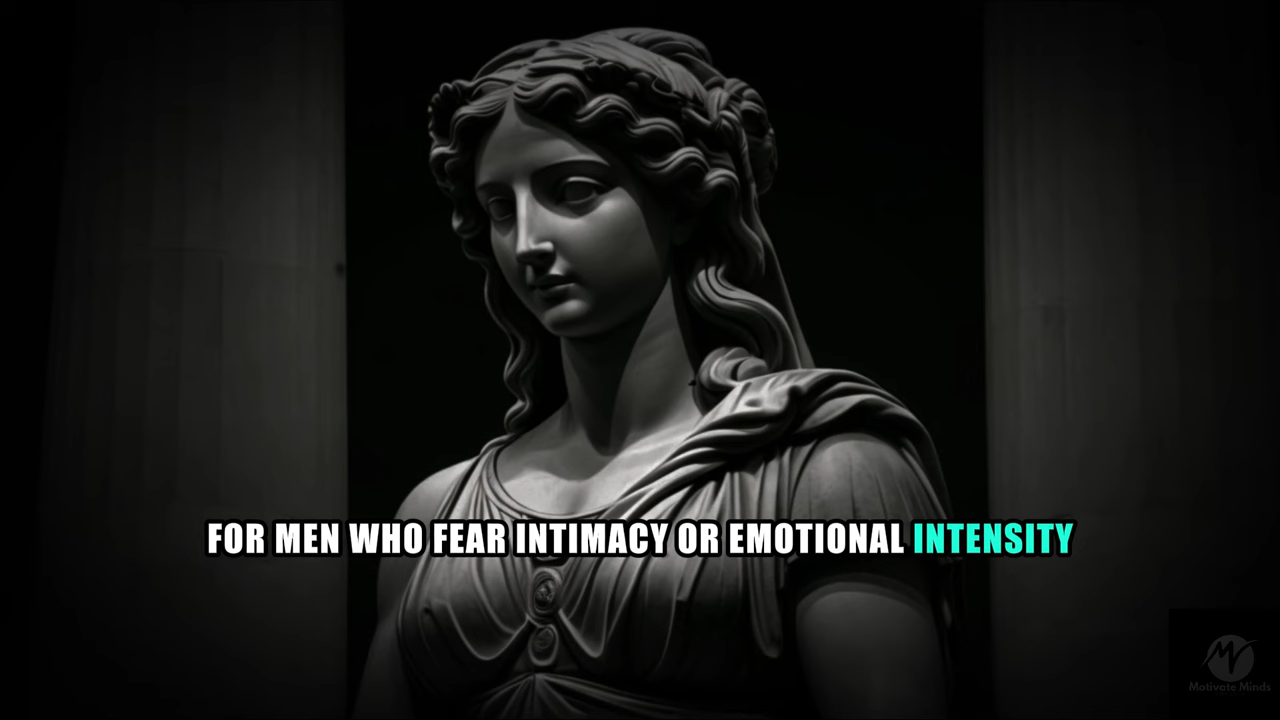 FOR MEN WHO FEAR INTIMACY OR EMOTIONAL INTENSITY
Motivate Minds